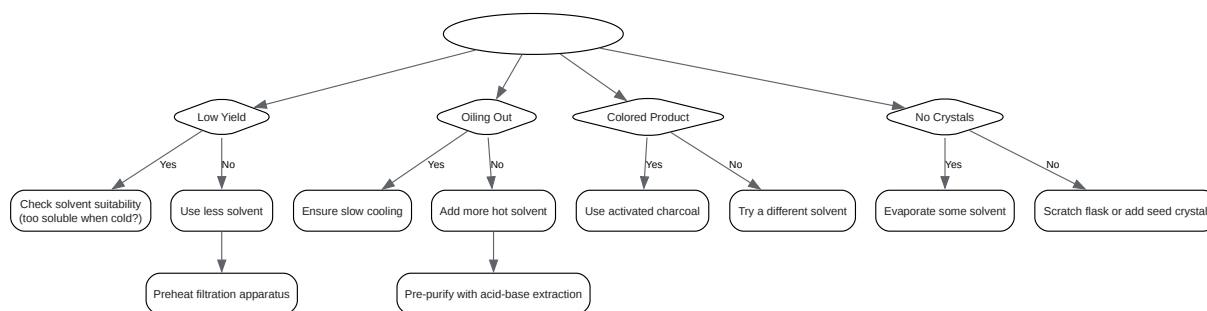 Low Yield
Oiling Out
Colored Product
No Crystals
Yes
No
Yes
No
Yes
No
Yes
No
Check solvent suitability
(too soluble when cold?)
Use less solvent
Ensure slow cooling
Add more hot solvent
Use activated charcoal
Try a different solvent
Evaporate some solvent
Scratch flask or add seed crystal
Preheat filtration apparatus
Pre-purify with acid-base extraction